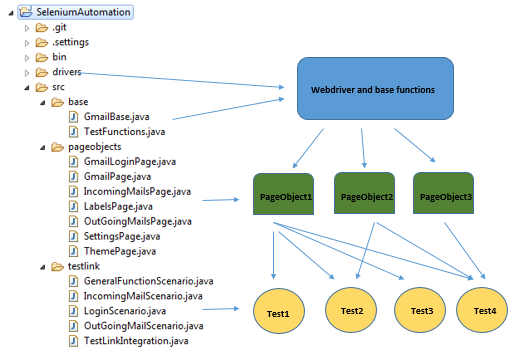 SeleniumAutomation
.git
.settings
bin
drivers
src
base
GmailBase.java
TestFunctions.java
pageobjects
GmailLoginPage.java
GmailPage.java
IncomingMailsPage.java
LabelsPage.java
OutGoingMailsPage.java
SettingsPage.java
ThemePage.java
testlink
GeneralFunctionScenario.java
IncomingMailScenario.java
LoginScenario.java
OutGoingMailScenario.java
TestLinkIntegration.java
Webdriver and base functions
PageObject1 PageObject2 PageObject3
Test1 Test2 Test3 Test4